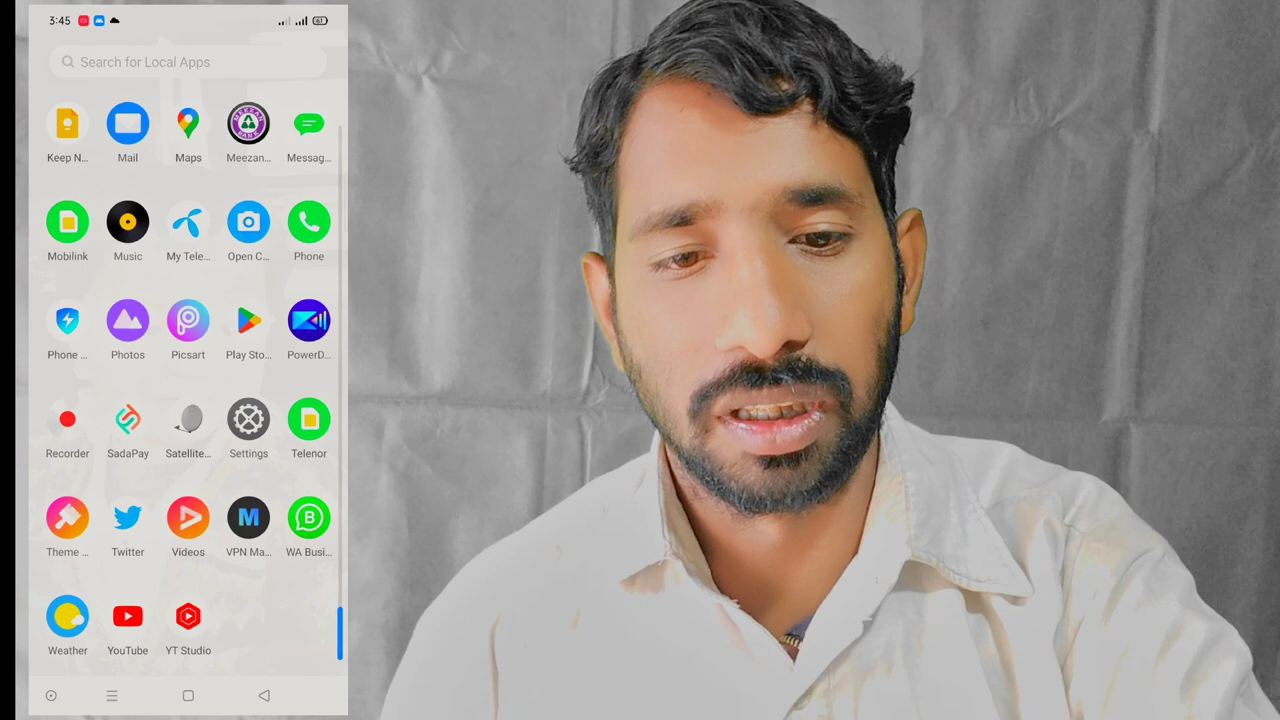 3:45 61
Search for Local Apps
Keep N... Mail Maps Meezan... Messag...
Mobilink Music My Tele... Open C... Phone
Phone ... Photos Picsart Play Sto... PowerD...
Recorder SadaPay Satellite... Settings Telenor
Theme ... Twitter Videos VPN Ma... WA Busi...
Weather YouTube YT Studio